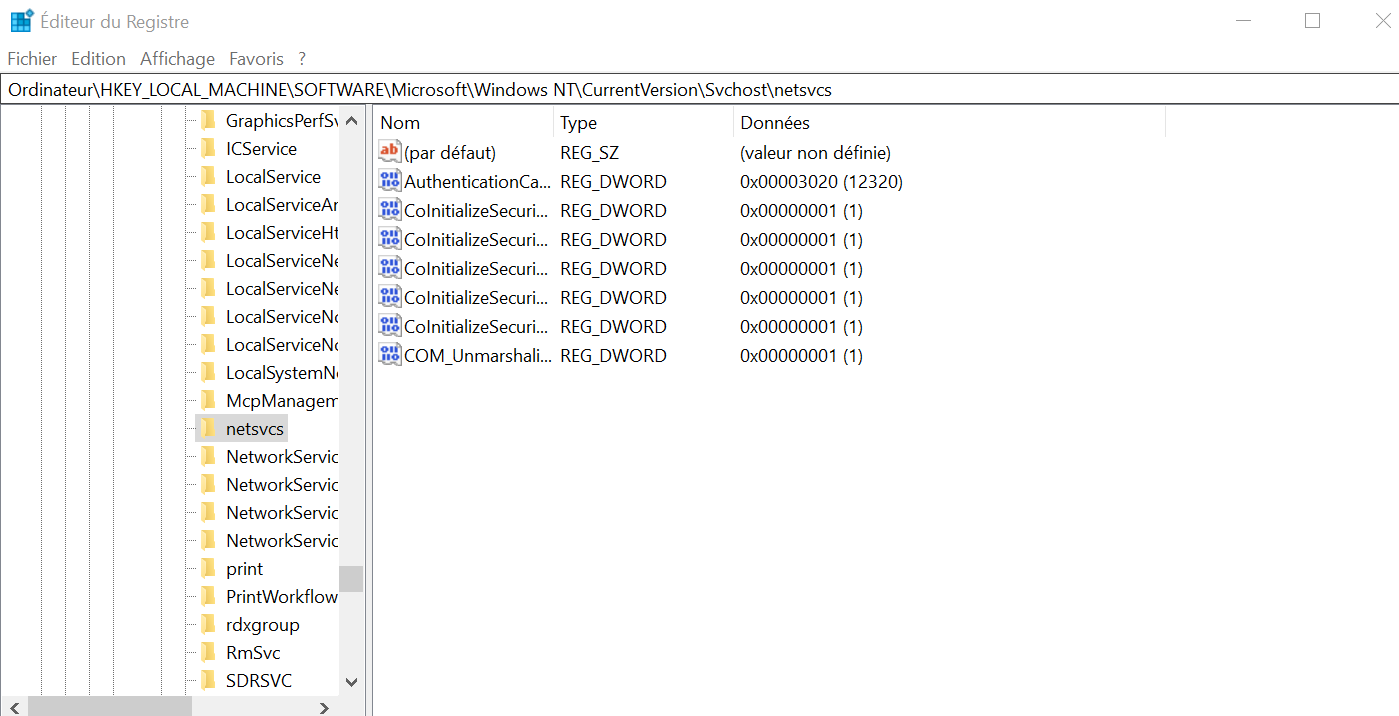 Éditeur du Registre
Fichier Edition Affichage Favoris ?
Ordinateur\HKEY_LOCAL_MACHINE\SOFTWARE\Microsoft\Windows NT\CurrentVersion\Svchost\netsvcs
GraphicsPerfSv
ICService
LocalService
LocalServiceAn
LocalServiceHt
LocalServiceNe
LocalServiceNe
LocalServiceNo
LocalServiceNo
LocalSystemNe
McpManagem
netsvcs
NetworkServic
NetworkServic
NetworkServic
NetworkServic
print
PrintWorkflow
rdxgroup
RmSvc
SDRSVC
Nom Type Données
(par défaut) REG_SZ (valeur non définie)
AuthenticationCa... REG_DWORD 0x00003020 (12320)
CoInitializeSecuri... REG_DWORD 0x00000001 (1)
CoInitializeSecuri... REG_DWORD 0x00000001 (1)
CoInitializeSecuri... REG_DWORD 0x00000001 (1)
CoInitializeSecuri... REG_DWORD 0x00000001 (1)
CoInitializeSecuri... REG_DWORD 0x00000001 (1)
COM_Unmarshali... REG_DWORD 0x00000001 (1)